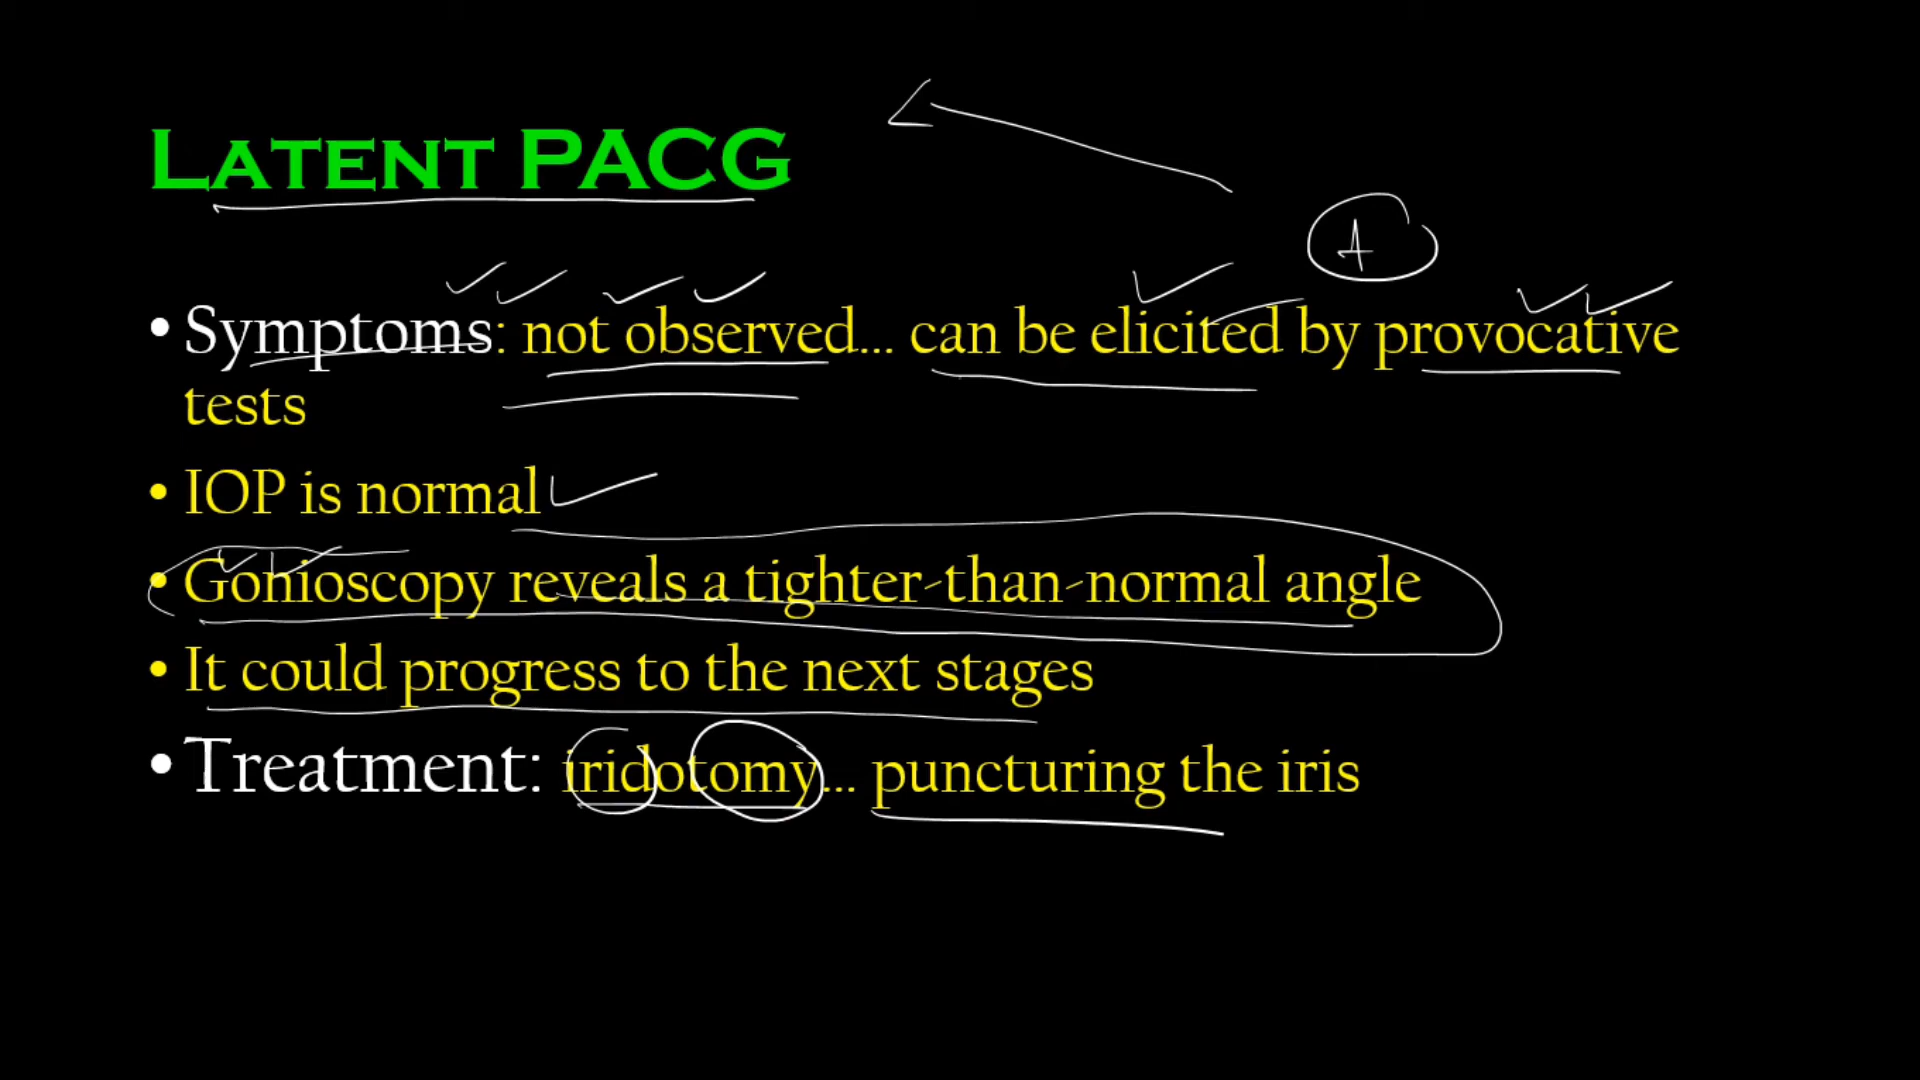 LATENT PACG
A
• Symptoms: not observed... can be elicited by provocative
tests
• IOP is normal
• Gonioscopy reveals a tighter-than-normal angle
• It could progress to the next stages
• Treatment: iridotomy... puncturing the iris